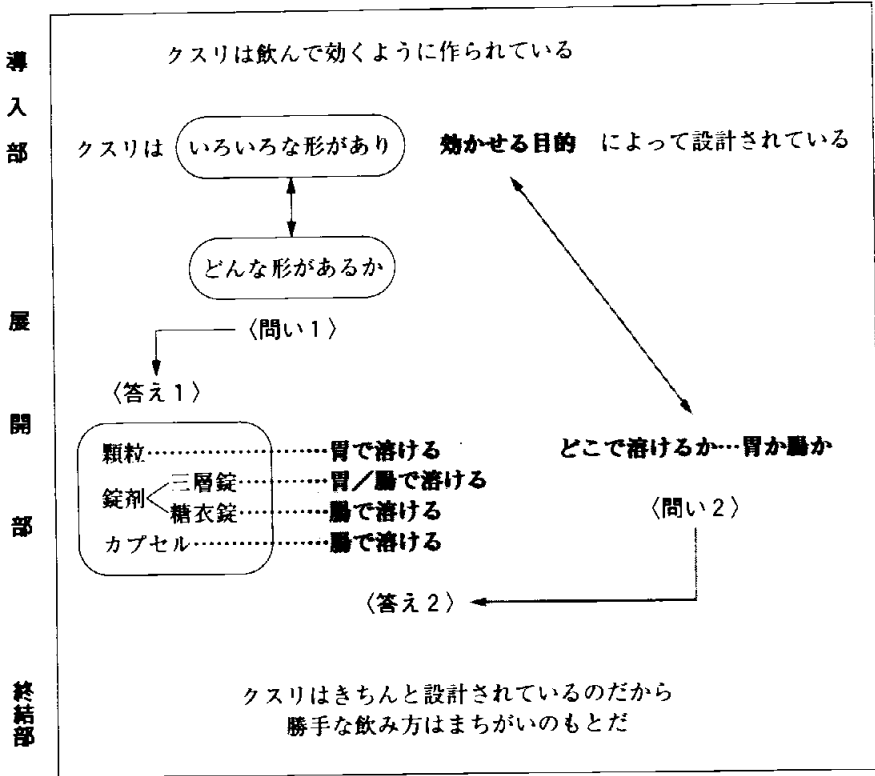 導入部
クスリは飲んで効くように作られている
クスリは いろいろな形があり 効かせる目的 によって設計されている
どんな形があるか
展開部
〈問い1〉
〈答え1〉
顆粒………………胃で溶ける
錠剤<三層錠………胃/腸で溶ける
糖衣錠………腸で溶ける
カプセル…………腸で溶ける
どこで溶けるか…胃か腸か
〈問い2〉
〈答え2〉
終結部
クスリはきちんと設計されているのだから
勝手な飲み方はまちがいのもとだ